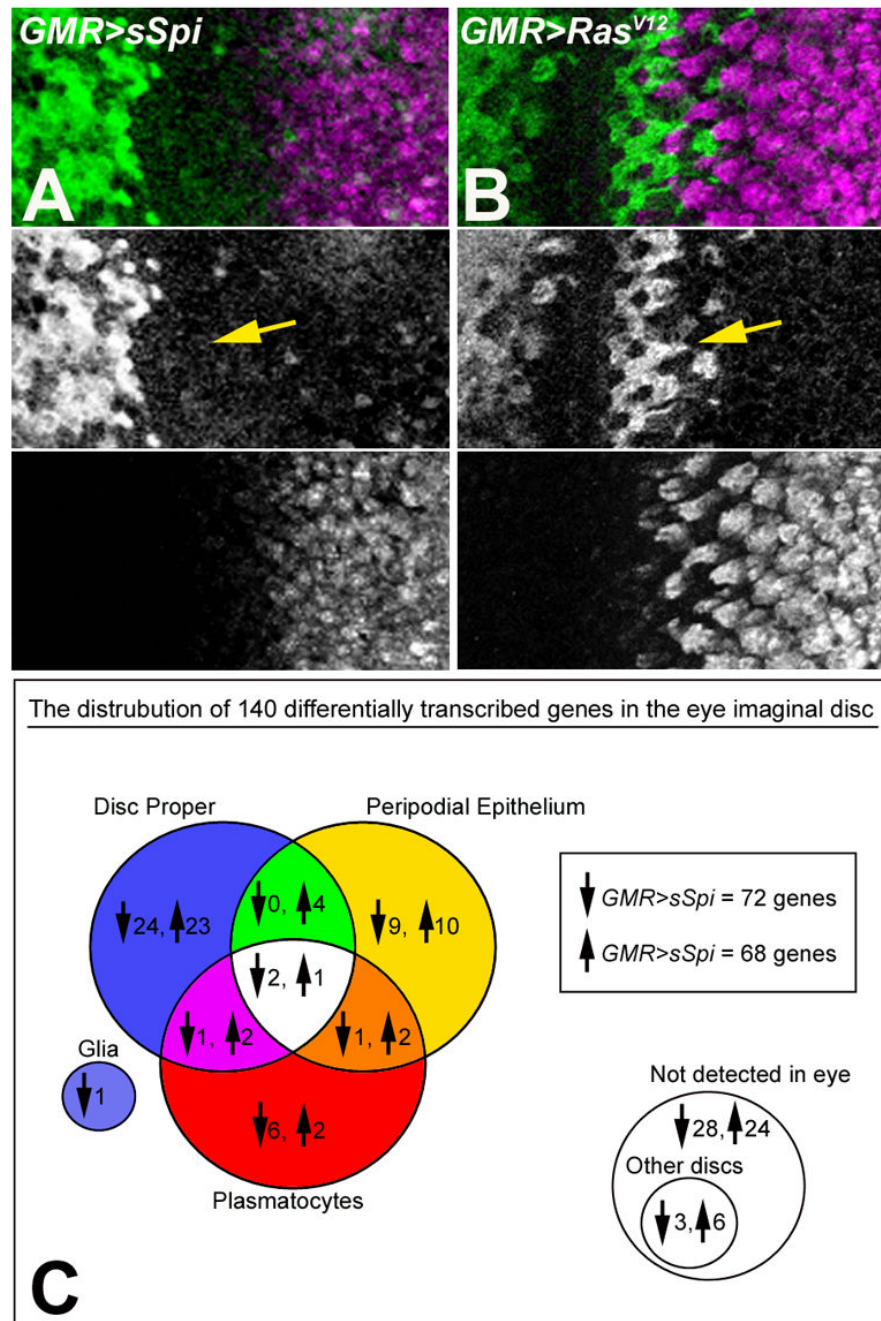 GMR>sSpi
GMR>RasV12
A
B
The distrubution of 140 differentially transcribed genes in the eye imaginal disc
Disc Proper
Peripodial Epithelium
↓24, ↑23
↓0, ↑4
↓9, ↑10
↓2, ↑1
↓1, ↑2
↓1, ↑2
↓6, ↑2
Glia
↓1
Plasmatocytes
↓ GMR>sSpi = 72 genes
↑ GMR>sSpi = 68 genes
Not detected in eye
↓28, ↑24
Other discs
↓3, ↑6
C